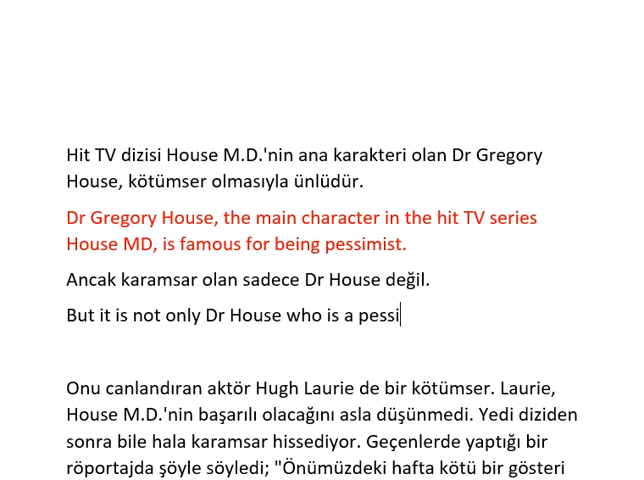 Hit TV dizisi House M.D.'nin ana karakteri olan Dr Gregory
House, kötümser olmasıyla ünlüdür.
Dr Gregory House, the main character in the hit TV series
House MD, is famous for being pessimist.
Ancak karamsar olan sadece Dr House değil.
But it is not only Dr House who is a pessi
Onu canlandıran aktör Hugh Laurie de bir kötümser. Laurie,
House M.D.'nin başarılı olacağını asla düşünmedi. Yedi diziden
sonra bile hala karamsar hissediyor. Geçenlerde yaptığı bir
röportajda şöyle söyledi; "Önümüzdeki hafta kötü bir gösteri